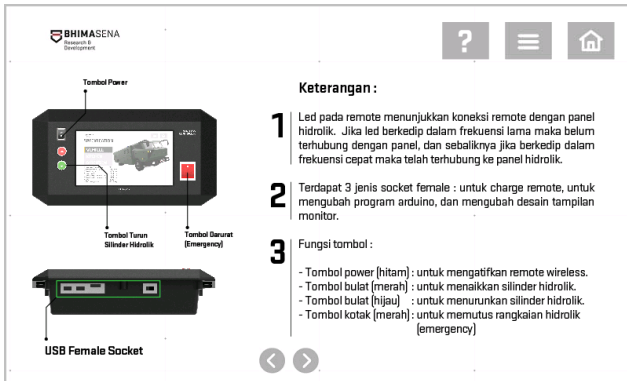 BHIMASENA
Research &
Development
?
Tombol Power
Tombol Turun
Silinder Hidrolik
Tombol Darurat
(Emergency)
USB Female Socket
Keterangan :
1
Led pada remote menunjukkan koneksi remote dengan panel
hidrolik. Jika led berkedip dalam frekuensi lama maka belum
terhubung dengan panel, dan sebaliknya jika berkedip dalam
frekuensi cepat maka telah terhubung ke panel hidrolik.
2
Terdapat 3 jenis socket female : untuk charge remote, untuk
mengubah program arduino, dan mengubah desain tampilan
monitor.
3
Fungsi tombol :
- Tombol power (hitam) : untuk mengatifkan remote wireless.
- Tombol bulat (merah) : untuk menaikkan silinder hidrolik.
- Tombol bulat (hijau) : untuk menurunkan silinder hidrolik.
- Tombol kotak (merah) : untuk memutus rangkaian hidrolik
(emergency)